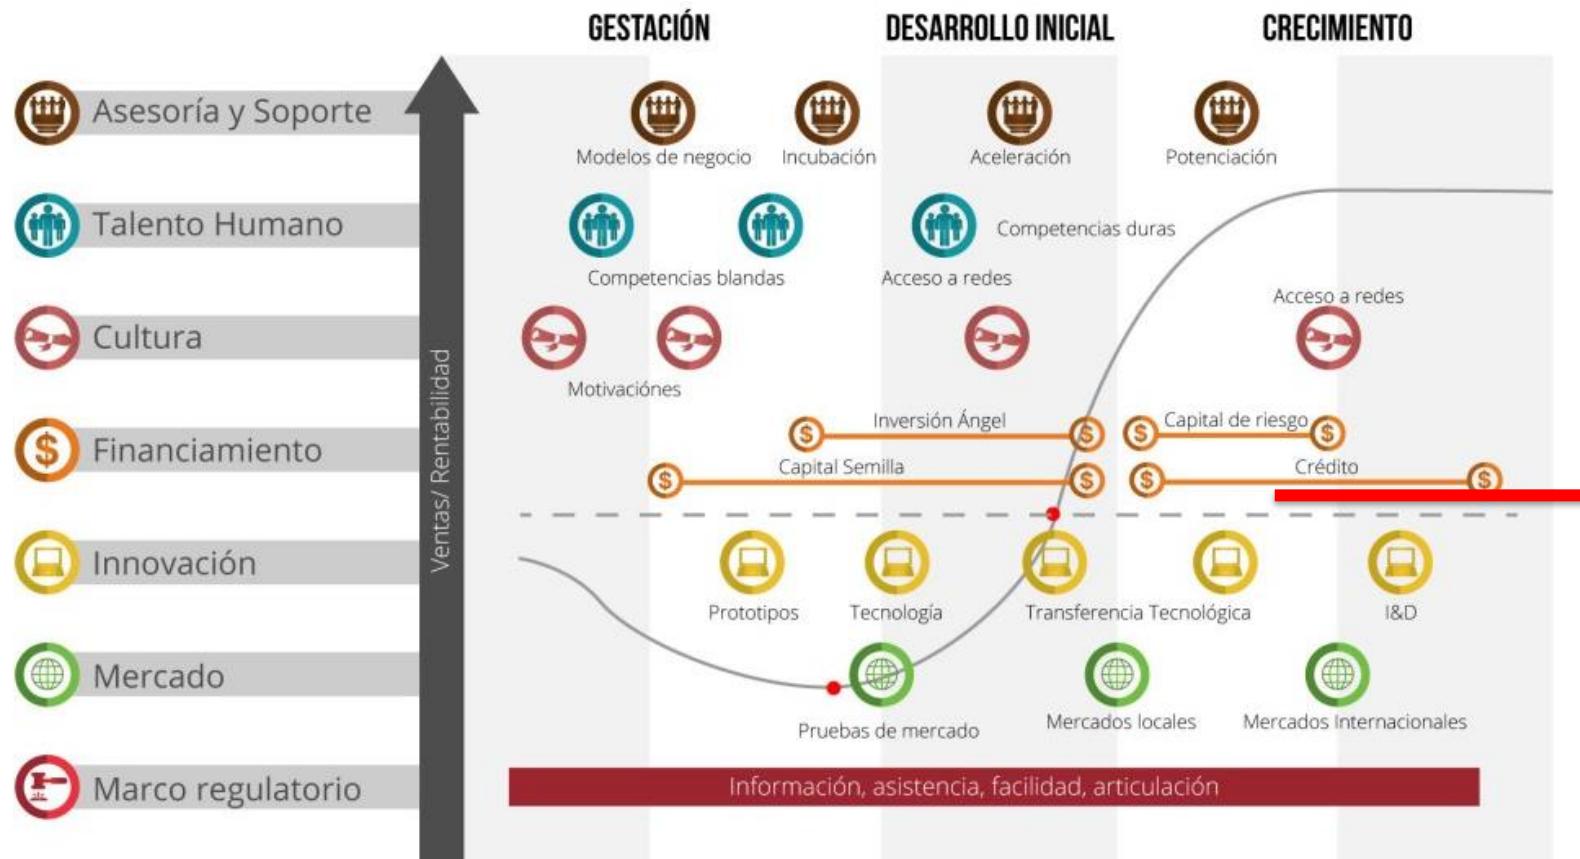 GESTACIÓN
DESARROLLO INICIAL
CRECIMIENTO
Asesoría y Soporte
Modelos de negocio
Incubación
Aceleración
Potenciación
Talento Humano
Competencias duras
Competencias blandas
Acceso a redes
Cultura
Acceso a redes
Motivaciónes
Ventas/ Rentabilidad
Financiamiento
Inversión Ángel
Capital de riesgo
$
$
$
$
$
Capital Semilla
Crédito
$
$
$
$
Innovación
Prototipos
Tecnología
Transferencia Tecnológica
I&D
Mercado
Pruebas de mercado
Mercados locales
Mercados Internacionales
Marco regulatorio
Información, asistencia, facilidad, articulación